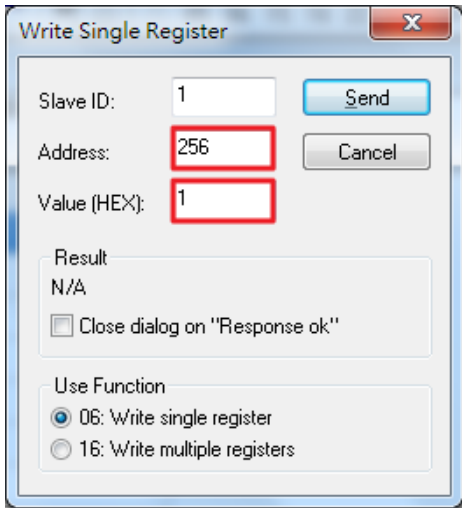 Write Single Register
Slave ID: 1 Send
Address: 256 Cancel
Value (HEX): 1
Result
N/A
Close dialog on "Response ok"
Use Function
06: Write single register
16: Write multiple registers